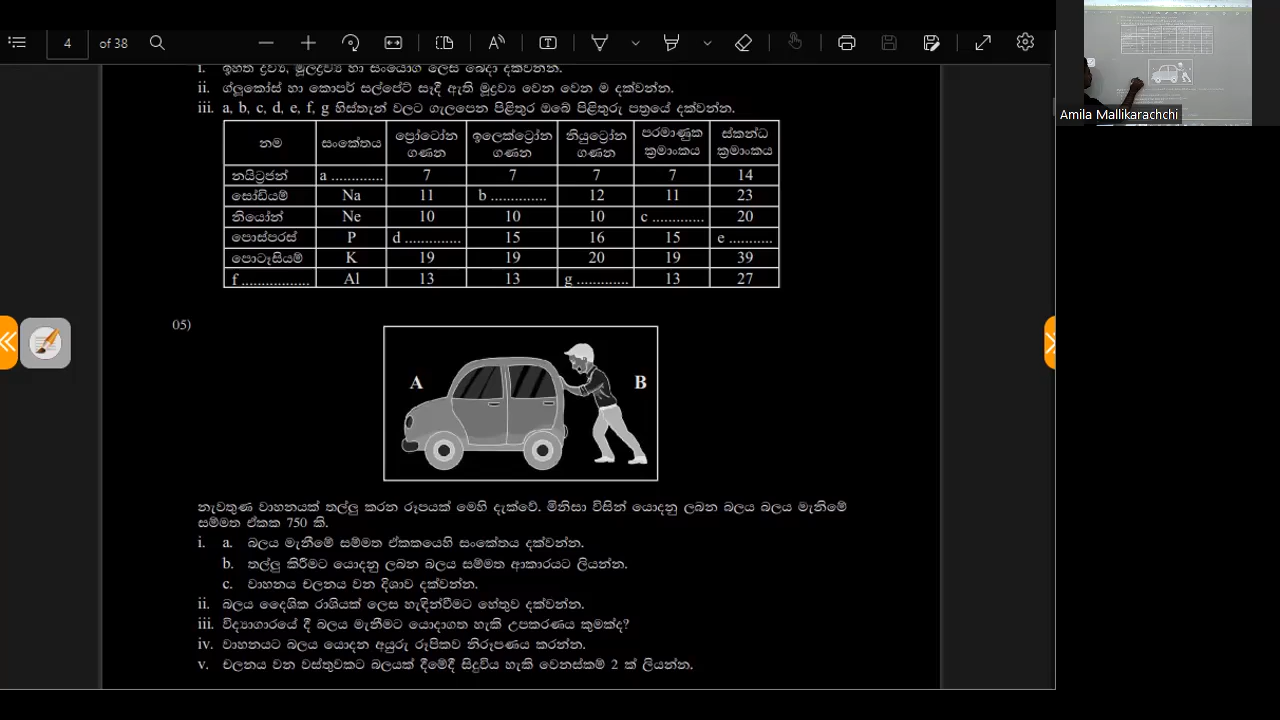 4 of 38
i. ඉහත ද්‍රව්‍ය, මූලද්‍රව්‍ය හා සංයෝග ලෙස බෙදා දක්වන්න.
ii. ග්ලූකෝස් හා කොපර් සල්පේට් සෑදී ඇති මූද්‍රව්‍ය වෙන වෙන ම දක්වන්න.
iii. a, b, c, d, e, f, g හිස්තැන් වලට ගැලපෙන පිළිතුර ඔබේ පිළිතුරු පත්‍රයේ දක්වන්න.
නම සංකේතය ප්‍රෝටෝන ගණන ඉලෙක්ට්‍රෝන ගණන නියුට්‍රෝන ගණන පරමාණුක ක්‍රමාංකය ස්කන්ධ ක්‍රමාංකය
නයිට්‍රජන් a ............. 7 7 7 7 14
සෝඩියම් Na 11 b .............. 12 11 23
නියෝන් Ne 10 10 10 c ............. 20
පොස්පරස් P d .............. 15 16 15 e ...........
පොටෑසියම් K 19 19 20 19 39
f ................. Al 13 13 g ............. 13 27
05)
A B
නැවතුණ වාහනයක් තල්ලු කරන රූපයක් මෙහි දැක්වේ. මිනිසා විසින් යොදනු ලබන බලය බලය මැනිමේ
සම්මත ඒකක 750 කි.
i. a. බලය මැනීමේ සම්මත ඒකකයෙහි සංකේතය දක්වන්න.
b. තල්ලු කිරීමට යොදනු ලබන බලය සම්මත ආකාරයට ලියන්න.
c. වාහනය චලනය වන දිශාව දක්වන්න.
ii. බලය දෛශික රාශියක් ලෙස හැඳින්වීමට හේතුව දක්වන්න.
iii. විද්‍යාගාරයේ දී බලය මැනීමට යොදාගත හැකි උපකරණය කුමක්ද?
iv. වාහනයට බලය යොදන අයුරු රූපිකව නිරූපණය කරන්න.
v. චලනය වන වස්තුවකට බලයක් දීමේදී සිදුවිය හැකි වෙනස්කම් 2 ක් ලියන්න.
Amila Mallikarachchi